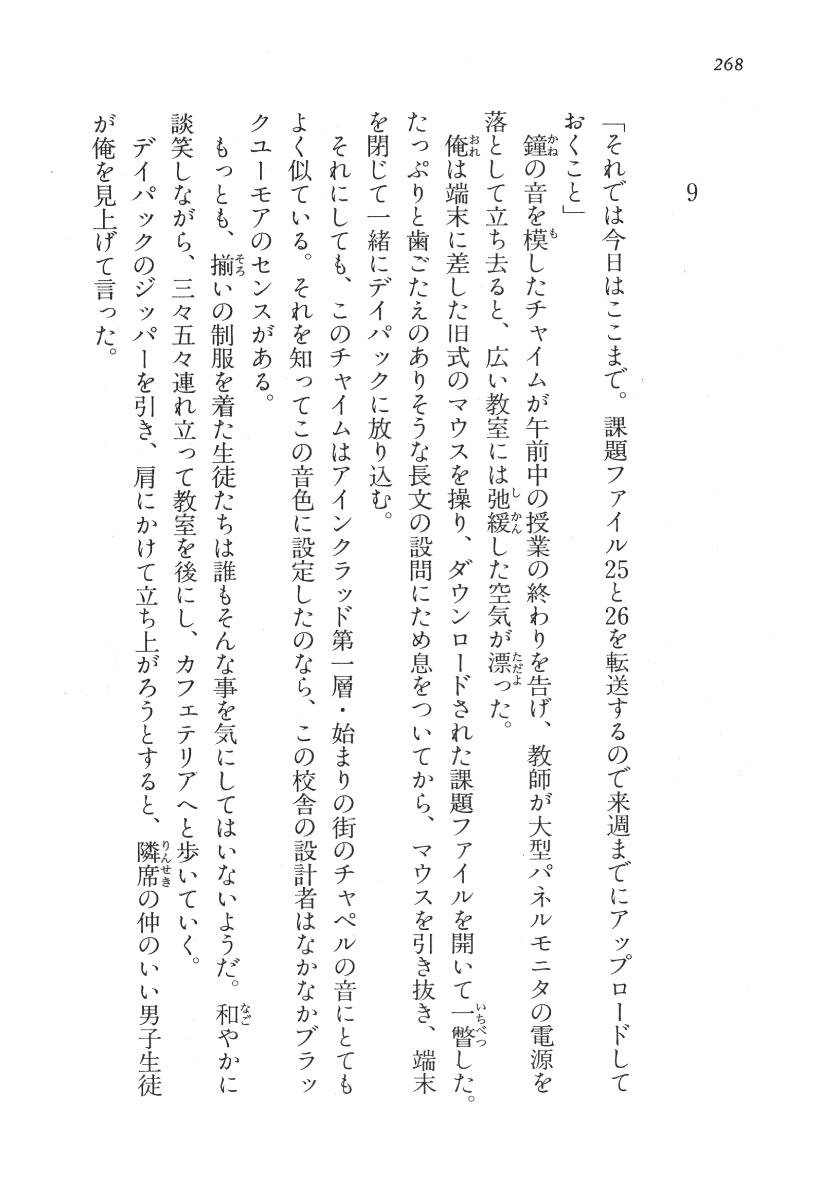 268
9
「それでは今日はここまで。課題ファイル25と26を転送するので来週までにアップロードして
おくこと」
鐘の音を模したチャイムが午前中の授業の終わりを告げ、教師が大型パネルモニタの電源を
落として立ち去ると、広い教室には弛緩した空気が漂った。
俺は端末に差した旧式のマウスを操り、ダウンロードされた課題ファイルを開いて一瞥した。
たっぷりと歯ごたえのありそうな長文の設問にため息をついてから、マウスを引き抜き、端末
を閉じて一緒にデイパックに放り込む。
それにしても、このチャイムはアインクラッド第一層・始まりの街のチャペルの音にとても
よく似ている。それを知ってこの音色に設定したのなら、この校舎の設計者はなかなかブラッ
クユーモアのセンスがある。
もっとも、揃いの制服を着た生徒たちは誰もそんな事を気にしてはいないようだ。和やかに
談笑しながら、三々五々連れ立って教室を後にし、カフェテリアへと歩いていく。
デイパックのジッパーを引き、肩にかけて立ち上がろうとすると、隣席の仲のいい男子生徒
が俺を見上げて言った。